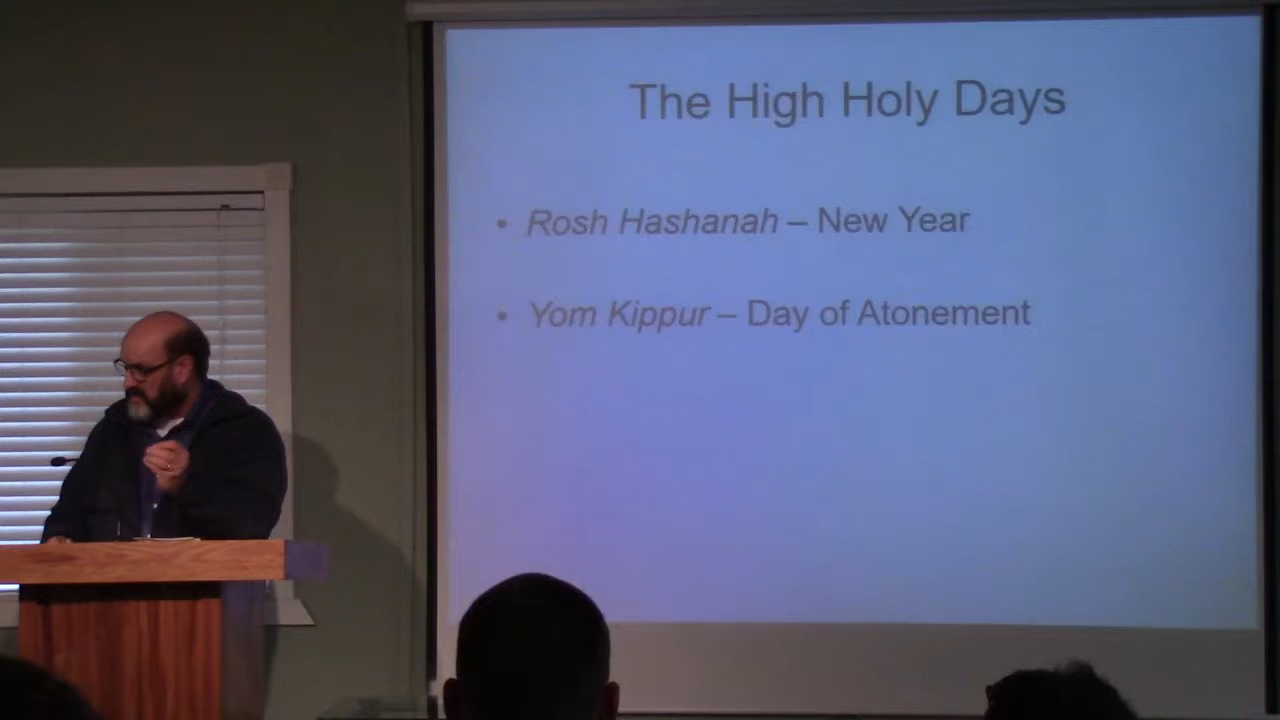 The High Holy Days
• Rosh Hashanah – New Year
• Yom Kippur – Day of Atonement